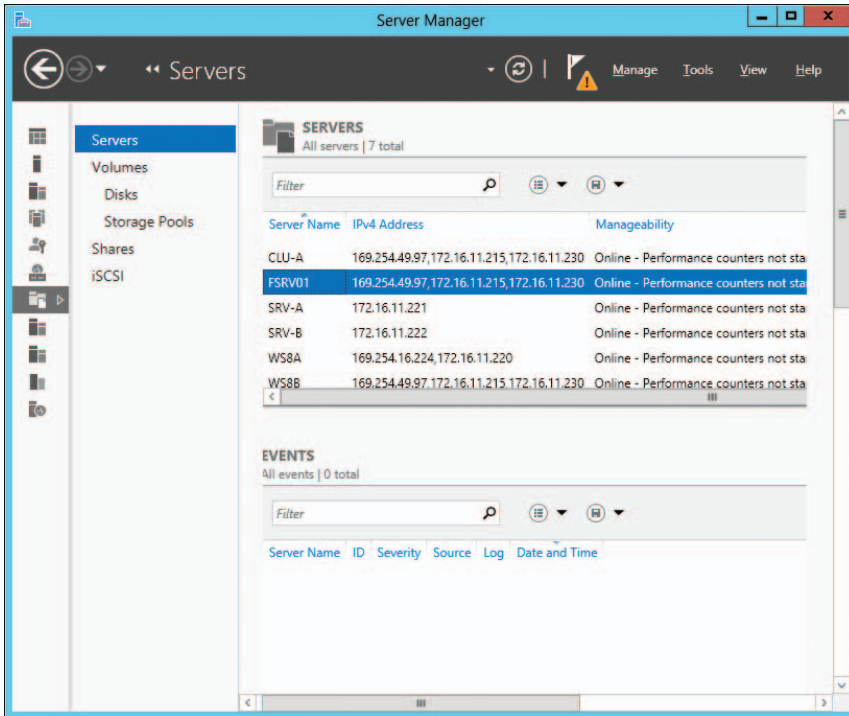 Server Manager
Servers
Manage Tools View Help
Servers
Volumes
Disks
Storage Pools
Shares
iSCSI
SERVERS
All servers | 7 total
Filter
Server Name IPv4 Address Manageability
CLU-A 169.254.49.97,172.16.11.215,172.16.11.230 Online - Performance counters not sta
FSRV01 169.254.49.97,172.16.11.215,172.16.11.230 Online - Performance counters not sta
SRV-A 172.16.11.221 Online - Performance counters not sta
SRV-B 172.16.11.222 Online - Performance counters not sta
WS8A 169.254.16.224,172.16.11.220 Online - Performance counters not sta
WS8B 169.254.49.97,172.16.11.215,172.16.11.230 Online - Performance counters not sta
EVENTS
All events | 0 total
Filter
Server Name ID Severity Source Log Date and Time